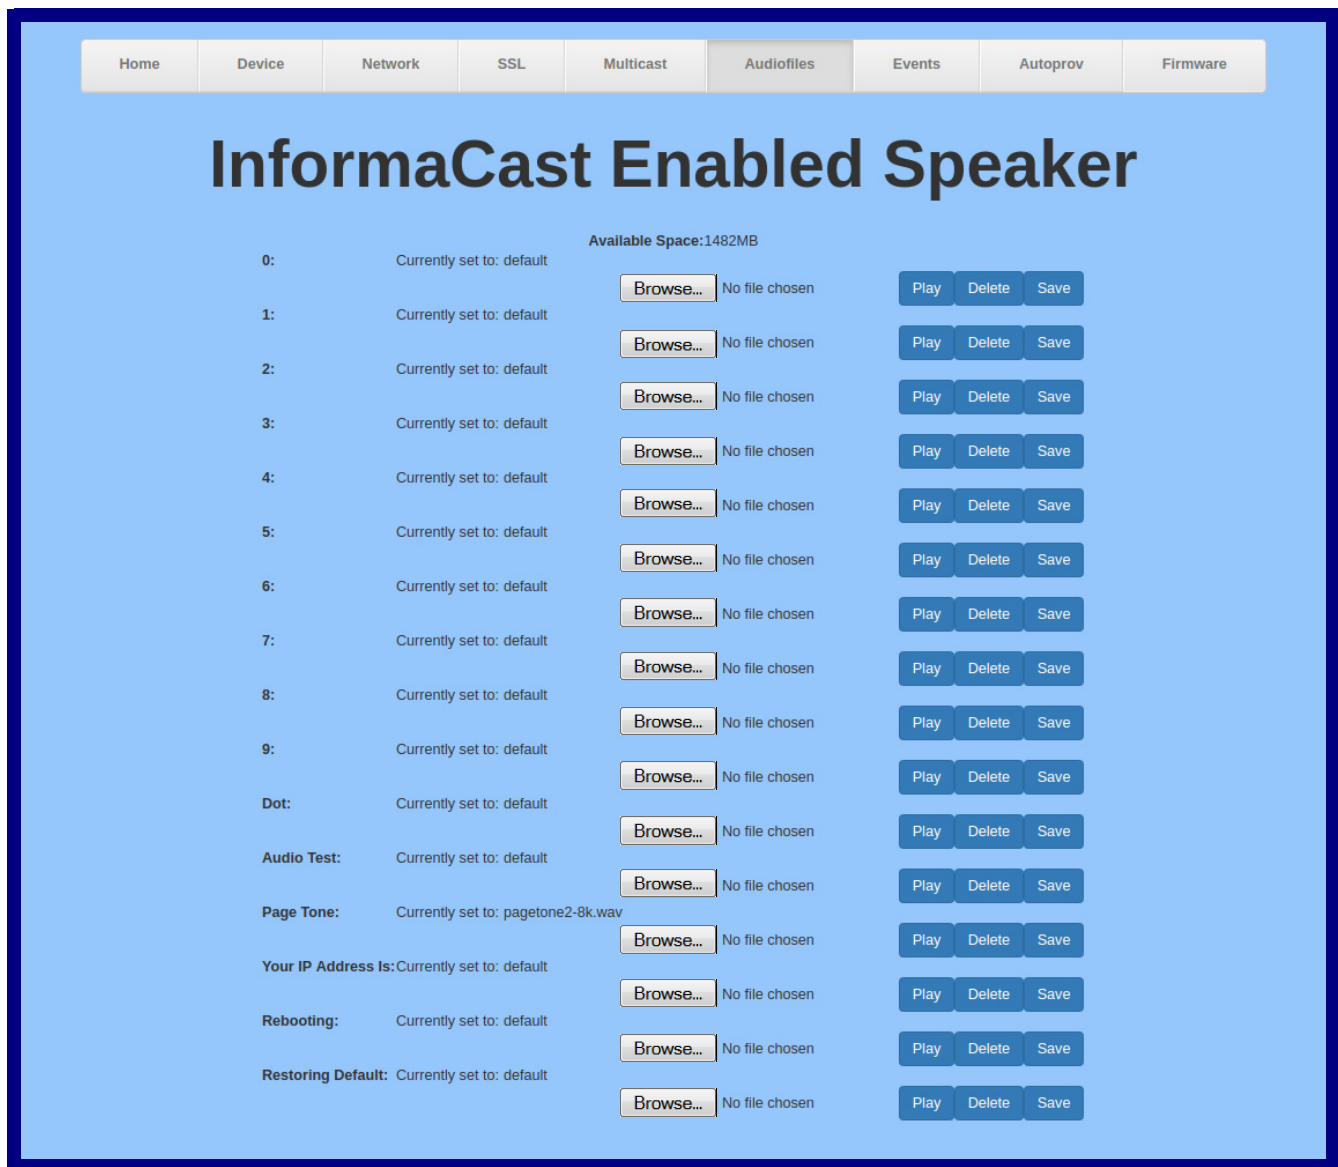 Home Device Network SSL Multicast Audiofiles Events Autoprov Firmware
InformaCast Enabled Speaker
Available Space:1482MB
0: Currently set to: default
Browse... No file chosen Play Delete Save
1: Currently set to: default
Browse... No file chosen Play Delete Save
2: Currently set to: default
Browse... No file chosen Play Delete Save
3: Currently set to: default
Browse... No file chosen Play Delete Save
4: Currently set to: default
Browse... No file chosen Play Delete Save
5: Currently set to: default
Browse... No file chosen Play Delete Save
6: Currently set to: default
Browse... No file chosen Play Delete Save
7: Currently set to: default
Browse... No file chosen Play Delete Save
8: Currently set to: default
Browse... No file chosen Play Delete Save
9: Currently set to: default
Browse... No file chosen Play Delete Save
Dot: Currently set to: default
Browse... No file chosen Play Delete Save
Audio Test: Currently set to: default
Browse... No file chosen Play Delete Save
Page Tone: Currently set to: pagetone2-8k.wav
Browse... No file chosen Play Delete Save
Your IP Address Is: Currently set to: default
Browse... No file chosen Play Delete Save
Rebooting: Currently set to: default
Browse... No file chosen Play Delete Save
Restoring Default: Currently set to: default
Browse... No file chosen Play Delete Save